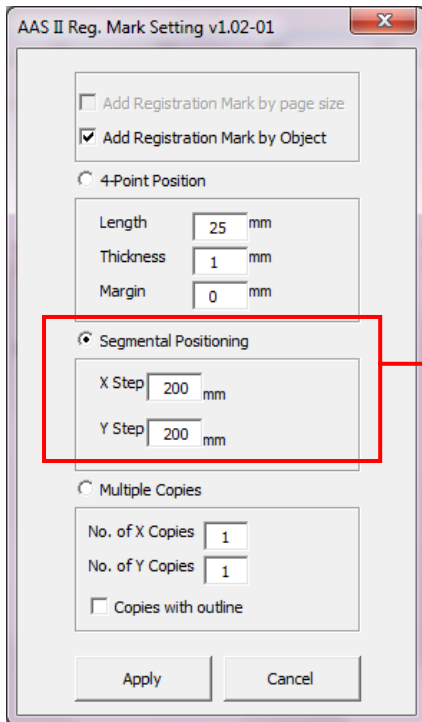 AAS II Reg. Mark Setting v1.02-01
Add Registration Mark by page size
Add Registration Mark by Object
4-Point Position
Length 25 mm
Thickness 1 mm
Margin 0 mm
Segmental Positioning
X Step 200 mm
Y Step 200 mm
Multiple Copies
No. of X Copies 1
No. of Y Copies 1
Copies with outline
Apply Cancel